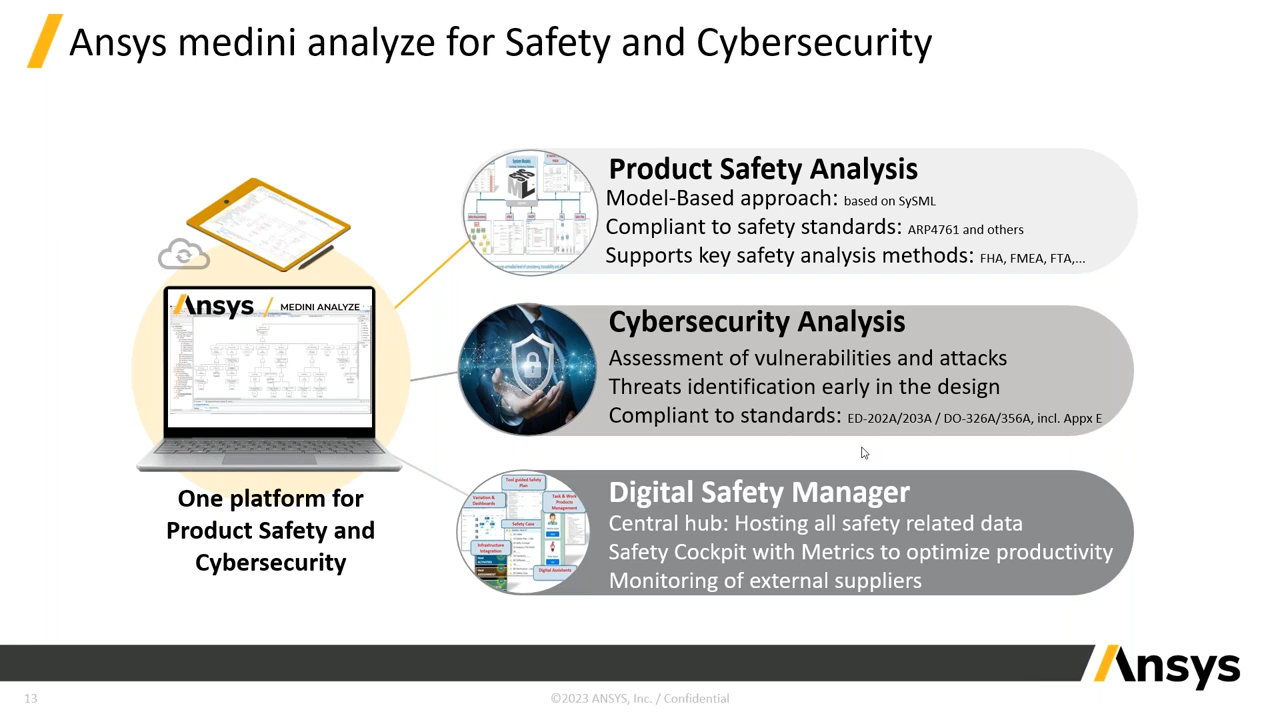 Ansys medini analyze for Safety and Cybersecurity
Product Safety Analysis
Model-Based approach: based on SySML
Compliant to safety standards: ARP4761 and others
Supports key safety analysis methods: FHA, FMEA, FTA,...
Ansys / MEDINI ANALYZE
Cybersecurity Analysis
Assessment of vulnerabilities and attacks
Threats identification early in the design
Compliant to standards: ED-202A/203A / DO-326A/356A, incl. Appx E
One platform for
Product Safety and
Cybersecurity
Tool guided Safety
Plan
Variation &
Dashboards
Task & Work
Products
Management
Safety Case
Infrastructure
Integration
Digital Assistants
Digital Safety Manager
Central hub: Hosting all safety related data
Safety Cockpit with Metrics to optimize productivity
Monitoring of external suppliers
Ansys
13
©2023 ANSYS, Inc. / Confidential